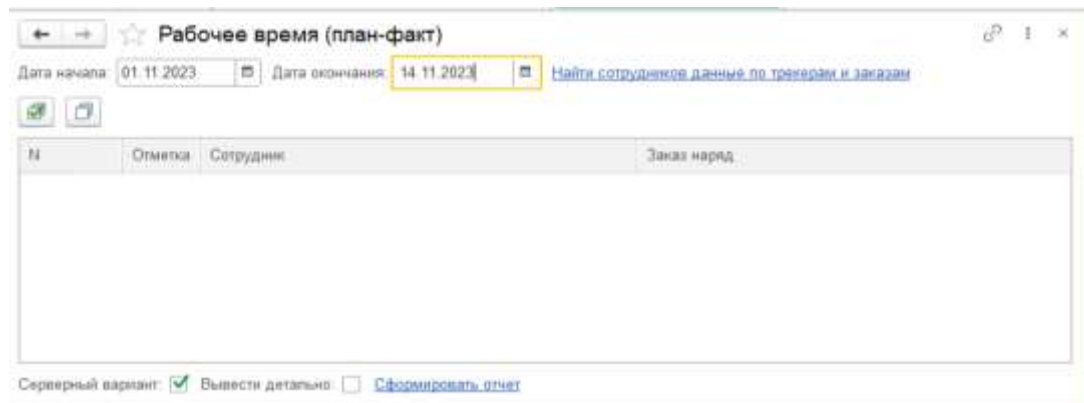 Рабочее время (план-факт)
Дата начала: 01.11.2023 Дата окончания: 14.11.2023 Найти сотрудников данные по трекерам и заказам
N Отметка Сотрудник Заказ наряд
Серверный вариант: Вывести детально: Сформировать отчет